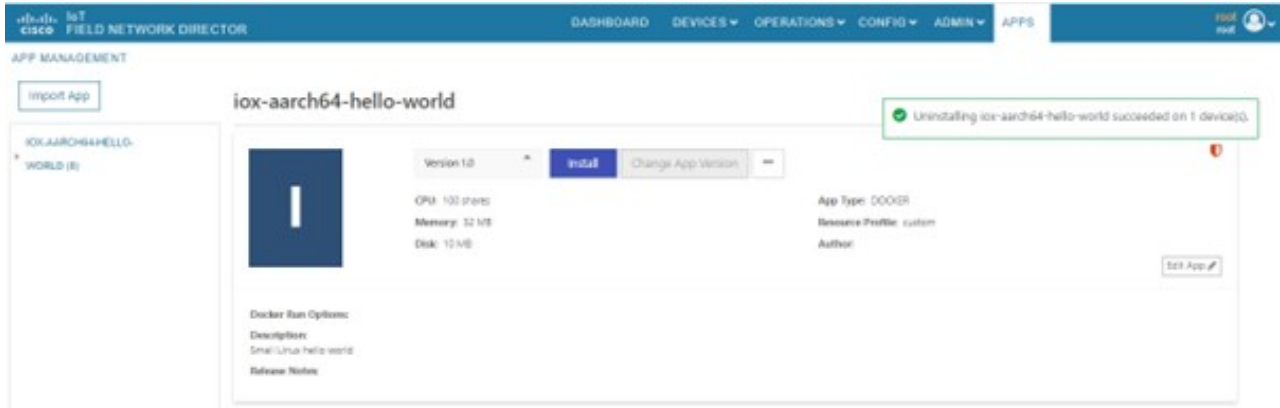 cisco IoT
FIELD NETWORK DIRECTOR
DASHBOARD DEVICES OPERATIONS CONFIG ADMIN APPS
root
root
APP MANAGEMENT
Import App
iox-aarch64-hello-world
Uninstalling iox-aarch64-hello-world succeeded on 1 device(s).
IOX-AARCH64-HELLO-
WORLD (8)
Version 1.0 Install Change App Version
I
CPU: 100 shares
Memory: 32 MB
Disk: 10 MB
App Type: DOCKER
Resource Profile: custom
Author:
Edit App
Docker Run Options:
Description:
Small Linux hello world
Release Notes: